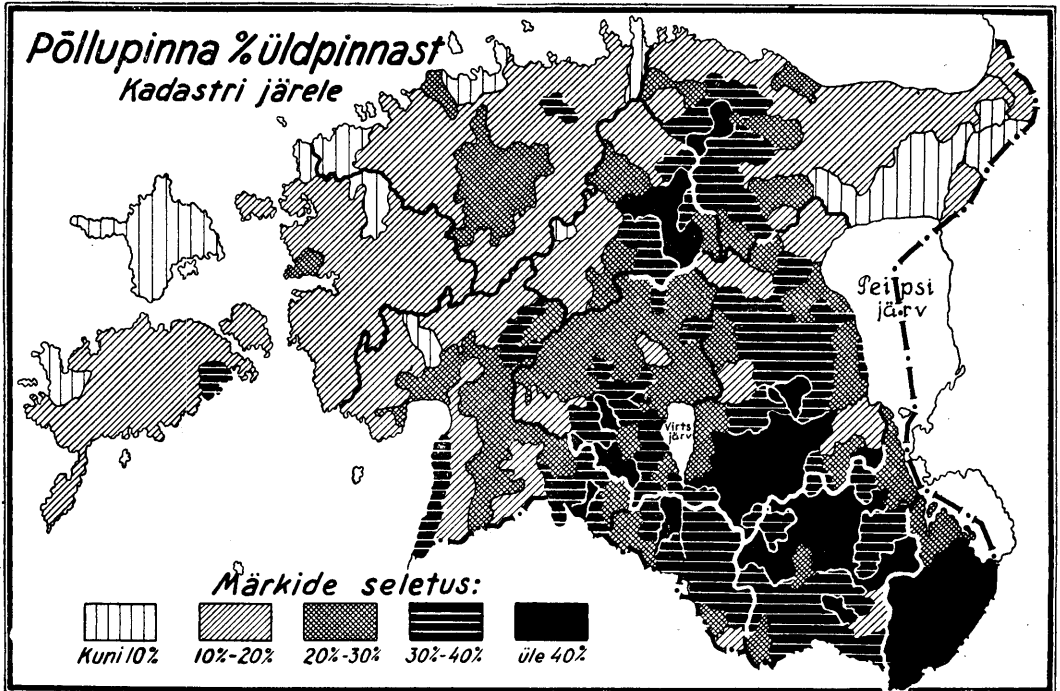 Põllupinna % üldpinnast
Kadastri järele
Peipsi
järv
Virts
järv
Märkide seletus:
Kuni 10% 10%-20% 20%-30% 30%-40% üle 40%